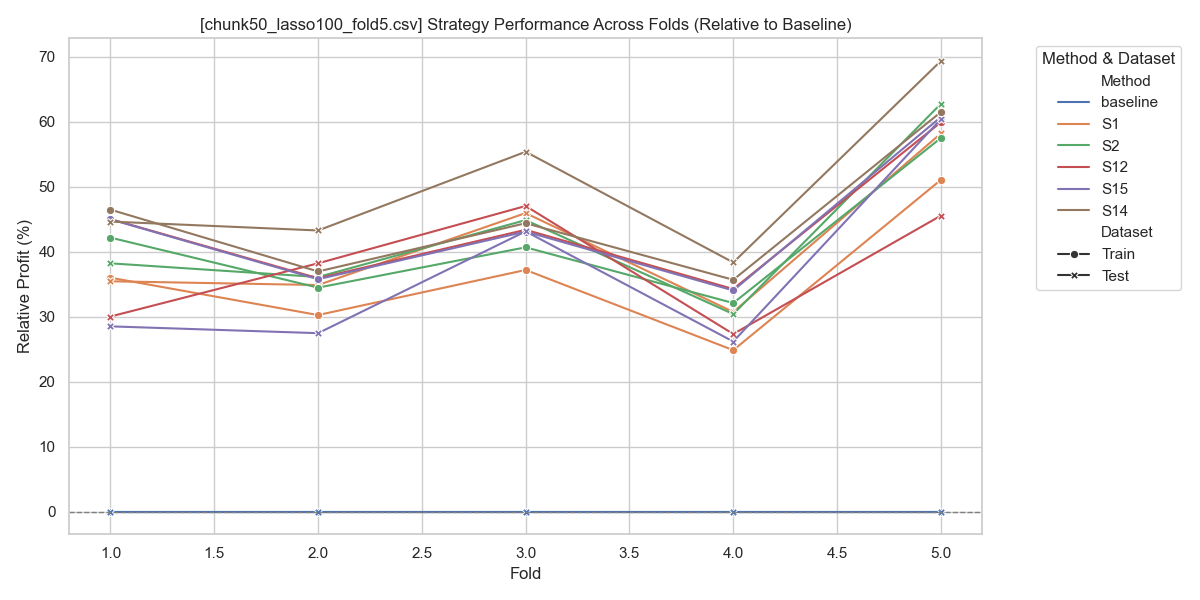 [chunk50_lasso100_fold5.csv] Strategy Performance Across Folds (Relative to Baseline)
Relative Profit (%)
70
60
50
40
30
20
10
0
1.0 1.5 2.0 2.5 3.0 3.5 4.0 4.5 5.0
Fold
Method & Dataset
Method
baseline
S1
S2
S12
S15
S14
Dataset
Train
Test